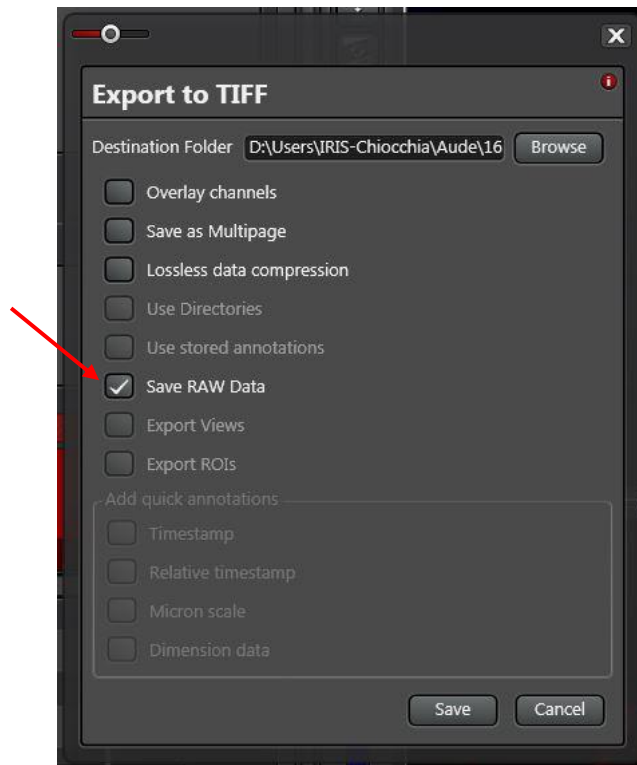 Export to TIFF
Destination Folder D:\Users\IRIS-Chiocchia\Aude\16 Browse
Overlay channels
Save as Multipage
Lossless data compression
Use Directories
Use stored annotations
Save RAW Data
Export Views
Export ROIs
Add quick annotations
Timestamp
Relative timestamp
Micron scale
Dimension data
Save Cancel